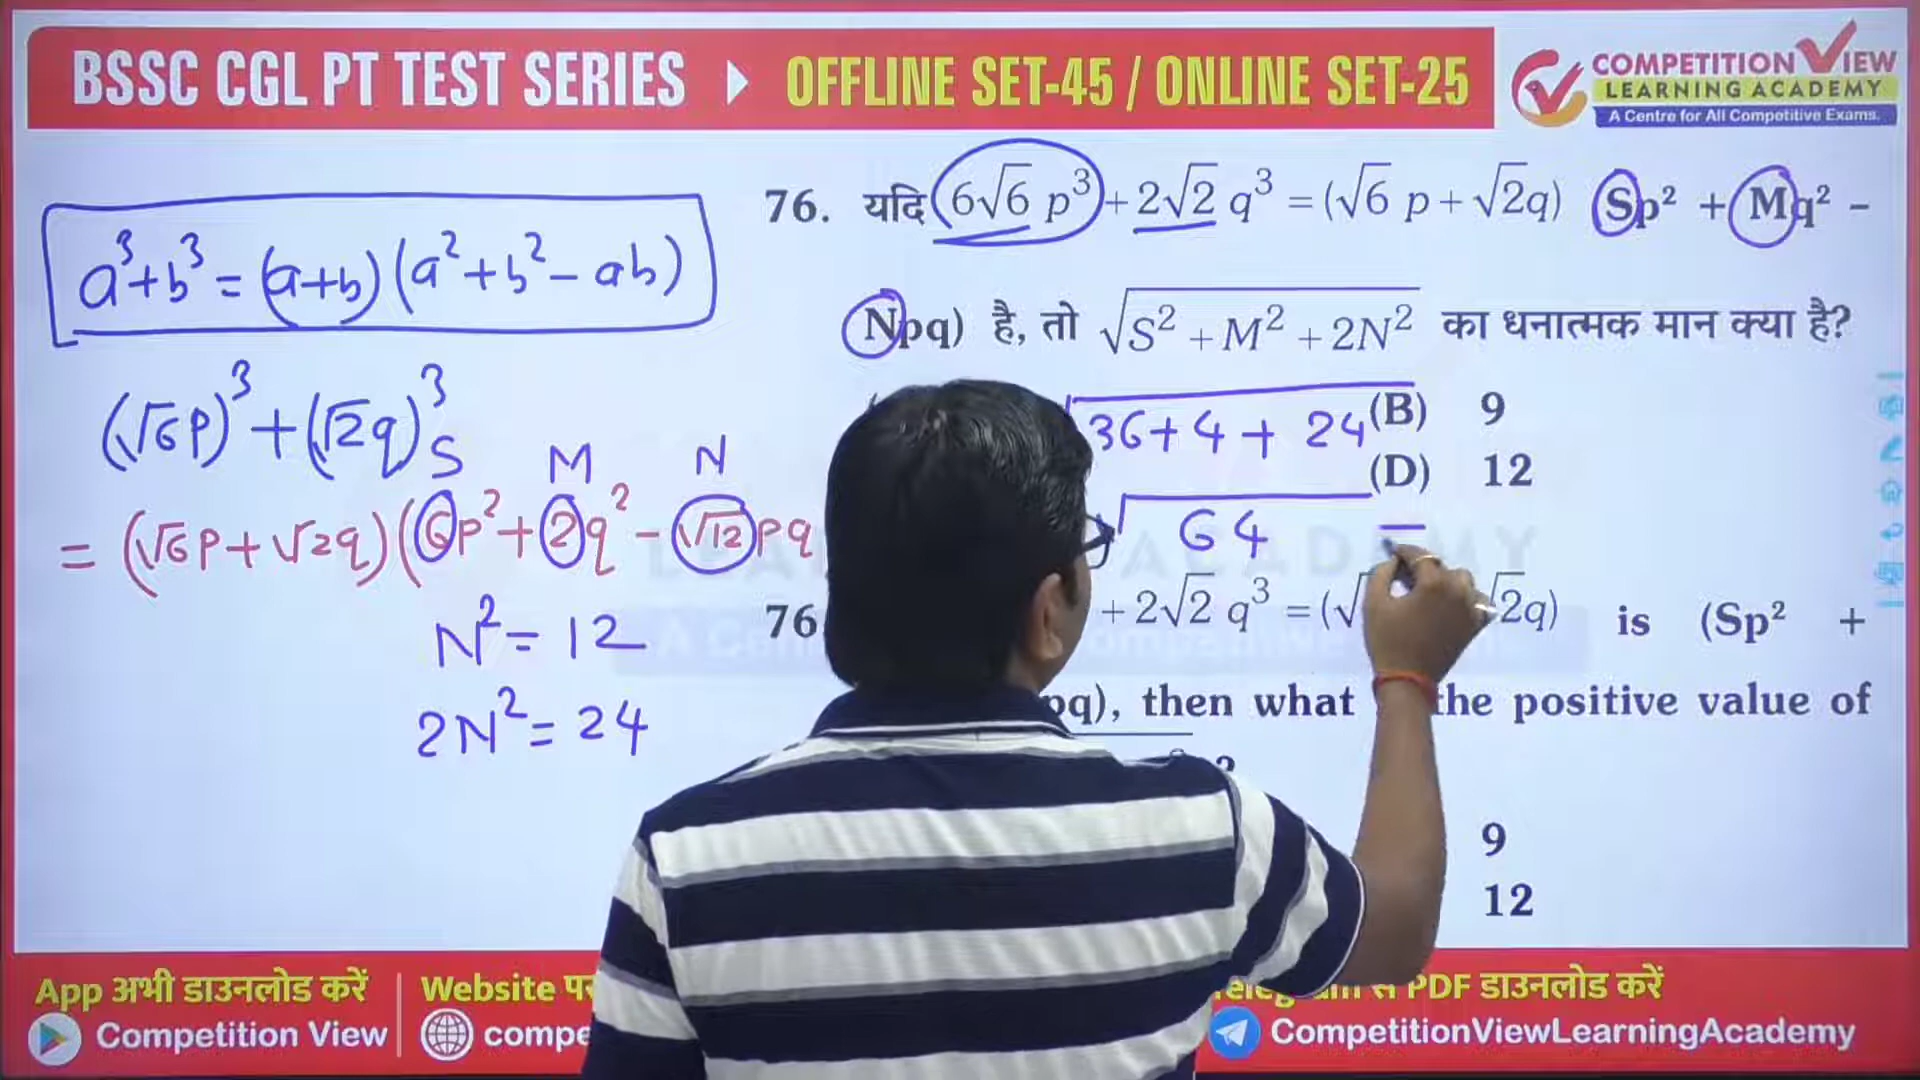 BSSC CGL PT TEST SERIES ▶ OFFLINE SET-45 / ONLINE SET-25
COMPETITION VIEW
LEARNING ACADEMY
A Centre for All Competitive Exams.
a³+b³=(a+b)(a²+b²-ab)
(√6p)³+(√2q)³
S M N
=(√6p+√2q)(6p²+2q²-√12pq
N²=12
2N²=24
76. यदि 6√6 p³+2√2 q³=(√6 p+√2q) Sp² + Mq² -
Npq) है, तो √S²+M²+2N² का धनात्मक मान क्या है?
36+4+24 (B) 9
(D) 12
√64 =
76 +2√2 q³=(√ √2q) is (Sp² +
pq), then what the positive value of
9
12
App अभी डाउनलोड करें
Competition View
Website
compe
PDF डाउनलोड करें
CompetitionViewLearningAcademy